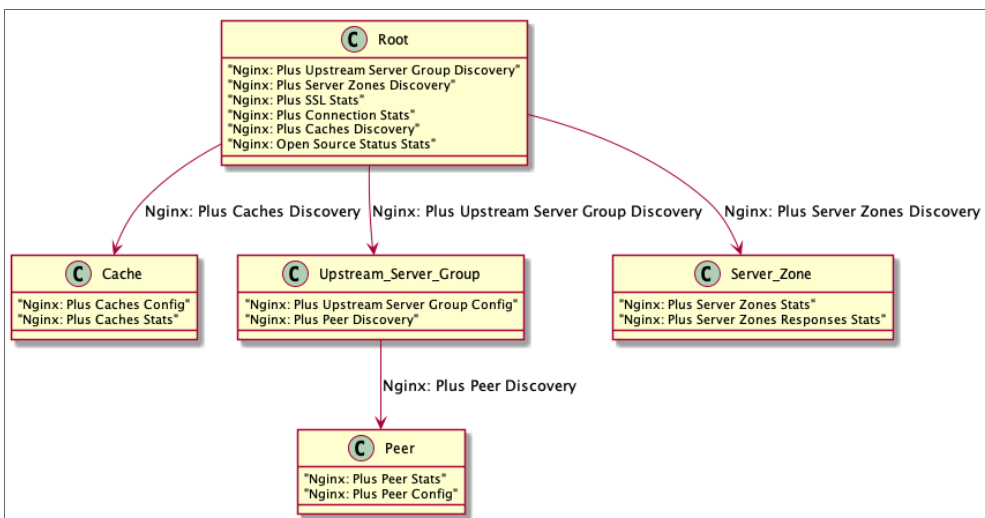 C Root
"Nginx: Plus Upstream Server Group Discovery"
"Nginx: Plus Server Zones Discovery"
"Nginx: Plus SSL Stats"
"Nginx: Plus Connection Stats"
"Nginx: Plus Caches Discovery"
"Nginx: Open Source Status Stats"
Nginx: Plus Caches Discovery
Nginx: Plus Upstream Server Group Discovery
Nginx: Plus Server Zones Discovery
C Cache
"Nginx: Plus Caches Config"
"Nginx: Plus Caches Stats"
C Upstream_Server_Group
"Nginx: Plus Upstream Server Group Config"
"Nginx: Plus Peer Discovery"
C Server_Zone
"Nginx: Plus Server Zones Stats"
"Nginx: Plus Server Zones Responses Stats"
Nginx: Plus Peer Discovery
C Peer
"Nginx: Plus Peer Stats"
"Nginx: Plus Peer Config"